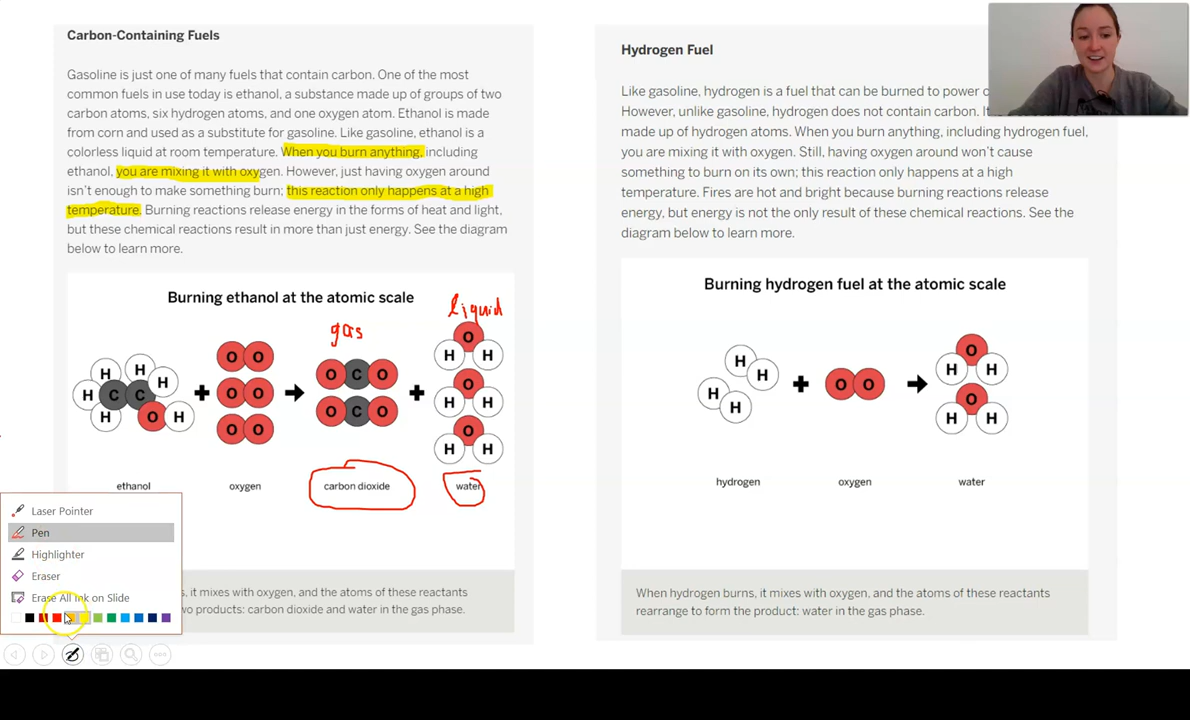 Carbon-Containing Fuels
Gasoline is just one of many fuels that contain carbon. One of the most
common fuels in use today is ethanol, a substance made up of groups of two
carbon atoms, six hydrogen atoms, and one oxygen atom. Ethanol is made
from corn and used as a substitute for gasoline. Like gasoline, ethanol is a
colorless liquid at room temperature. When you burn anything, including
ethanol, you are mixing it with oxygen. However, just having oxygen around
isn't enough to make something burn; this reaction only happens at a high
temperature. Burning reactions release energy in the forms of heat and light,
but these chemical reactions result in more than just energy. See the diagram
below to learn more.
Burning ethanol at the atomic scale
gas
liquid
H H H H H C C O H
O O
O O
O O
O C O
O C O
O
H H
O
H H
O
H H
ethanol
oxygen
carbon dioxide
water
s, it mixes with oxygen, and the atoms of these reactants
wo products: carbon dioxide and water in the gas phase.
Laser Pointer
Pen
Highlighter
Eraser
Erase All Ink on Slide
Hydrogen Fuel
Like gasoline, hydrogen is a fuel that can be burned to power
However, unlike gasoline, hydrogen does not contain carbon.
made up of hydrogen atoms. When you burn anything, including hydrogen fuel,
you are mixing it with oxygen. Still, having oxygen around won't cause
something to burn on its own; this reaction only happens at a high
temperature. Fires are hot and bright because burning reactions release
energy, but energy is not the only result of these chemical reactions. See the
diagram below to learn more.
Burning hydrogen fuel at the atomic scale
H H
H H
O O
O
H H
O
H H
hydrogen
oxygen
water
When hydrogen burns, it mixes with oxygen, and the atoms of these reactants
rearrange to form the product: water in the gas phase.